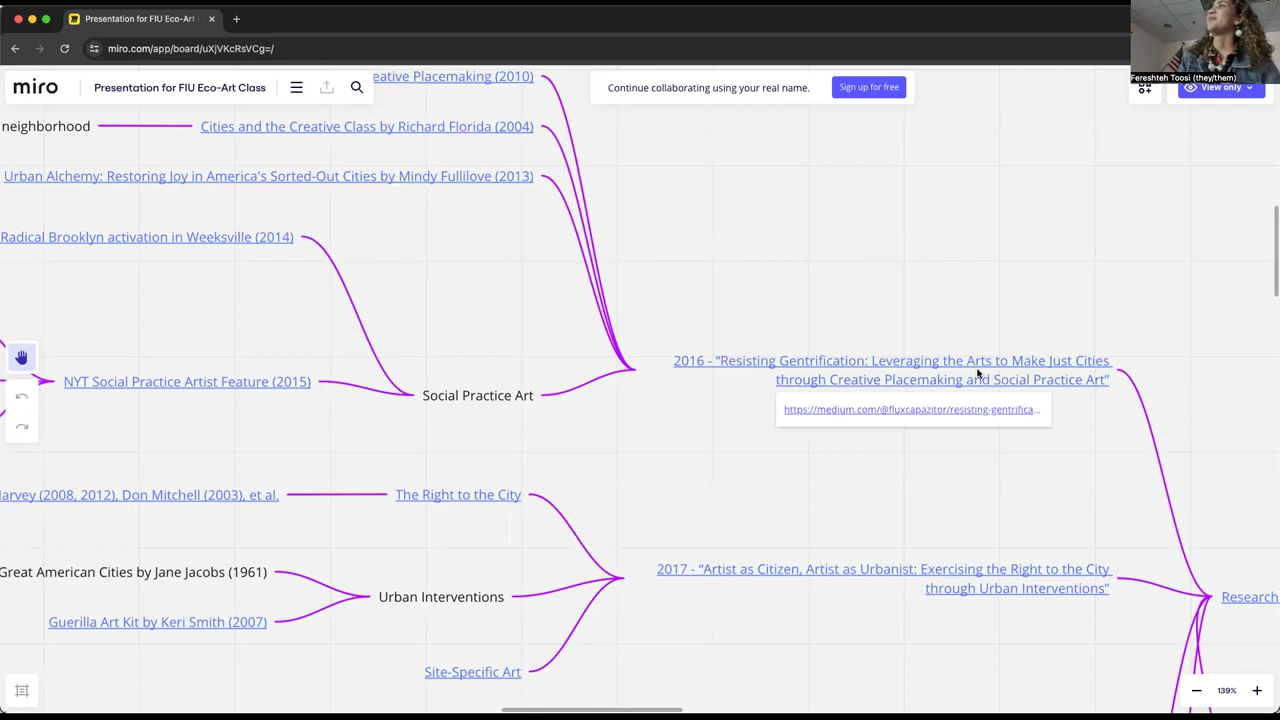 Presentation for FIU Eco-Art
miro.com/app/board/uXjVKcRsVCg=/
Fereshteh Toosi (they/them)
miro
Presentation for FIU Eco-Art Class
eative Placemaking (2010)
Continue collaborating using your real name.
Sign up for free
View only
neighborhood
Cities and the Creative Class by Richard Florida (2004)
Urban Alchemy: Restoring Joy in America's Sorted-Out Cities by Mindy Fullilove (2013)
Radical Brooklyn activation in Weeksville (2014)
2016 - “Resisting Gentrification: Leveraging the Arts to Make Just Cities
through Creative Placemaking and Social Practice Art”
https://medium.com/@fluxcapazitor/resisting-gentrifica...
NYT Social Practice Artist Feature (2015)
Social Practice Art
arvey (2008, 2012), Don Mitchell (2003), et al.
The Right to the City
Great American Cities by Jane Jacobs (1961)
Urban Interventions
2017 - “Artist as Citizen, Artist as Urbanist: Exercising the Right to the City
through Urban Interventions”
Research
Guerilla Art Kit by Keri Smith (2007)
Site-Specific Art
139%